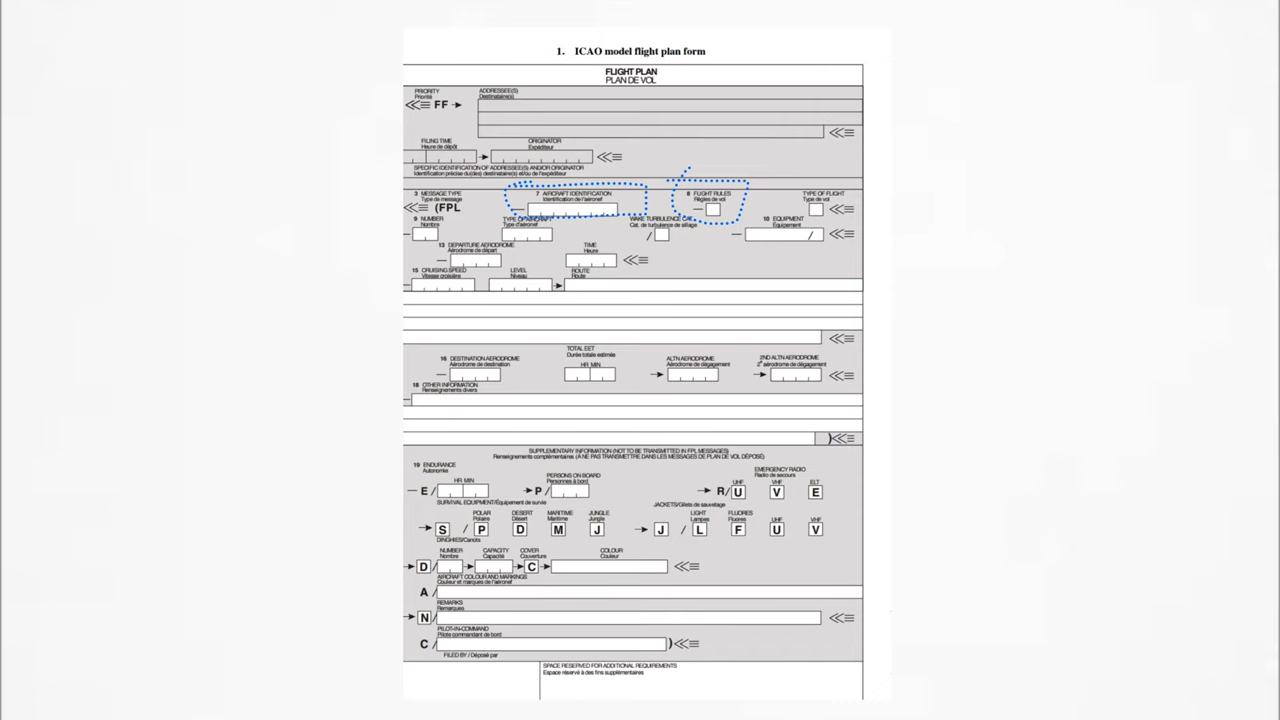 1. ICAO model flight plan form
FLIGHT PLAN
PLAN DE VOL
PRIORITY
Priorité
ADDRESSEE(S)
Destinataire(s)
FF
FILING TIME
Heure de dépôt
ORIGINATOR
Expéditeur
SPECIFIC IDENTIFICATION OF ADDRESSEE(S) AND/OR ORIGINATOR
Identification précise du(des) destinataire(s) et/ou de l'expéditeur
3 MESSAGE TYPE
Type de message
(FPL
7 AIRCRAFT IDENTIFICATION
Identification de l'aéronef
8 FLIGHT RULES
Règles de vol
TYPE OF FLIGHT
Type de vol
9 NUMBER
Nombre
TYPE OF AIRCRAFT
Type d'aéronef
WAKE TURBULENCE CAT.
Cat. de turbulence de sillage
/
10 EQUIPMENT
Équipement
/
13 DEPARTURE AERODROME
Aérodrome de départ
TIME
Heure
15 CRUISING SPEED
Vitesse croisière
LEVEL
Niveau
ROUTE
Route
16 DESTINATION AERODROME
Aérodrome de destination
TOTAL EET
Durée totale estimée
HR MIN
ALTN AERODROME
Aérodrome de dégagement
2ND ALTN AERODROME
2e aérodrome de dégagement
18 OTHER INFORMATION
Renseignements divers
)
SUPPLEMENTARY INFORMATION (NOT TO BE TRANSMITTED IN FPL MESSAGES)
Renseignements complémentaires (À NE PAS TRANSMETTRE DANS LES MESSAGES DE PLAN DE VOL DÉPOSÉ)
19 ENDURANCE
Autonomie
HR MIN
E /
PERSONS ON BOARD
Personnes à bord
P /
EMERGENCY RADIO
Radio de secours
UHF VHF ELT
R/ U V E
SURVIVAL EQUIPMENT/Équipement de survie
JACKETS/Gilets de sauvetage
POLAR DESERT MARITIME JUNGLE LIGHT FLUORES
Polaire Désert Maritime Jungle Lampes Fluores UHF VHF
S / P D M J J / L F U V
DINGHIES/Canots
NUMBER CAPACITY COVER COLOUR
Nombre Capacité Couverture Couleur
D / C
AIRCRAFT COLOUR AND MARKINGS
Couleur et marques de l'aéronef
A /
REMARKS
Remarques
N /
PILOT-IN-COMMAND
Pilote commandant de bord
C / )
FILED BY / Déposé par
SPACE RESERVED FOR ADDITIONAL REQUIREMENTS
Espace réservé à des fins supplémentaires